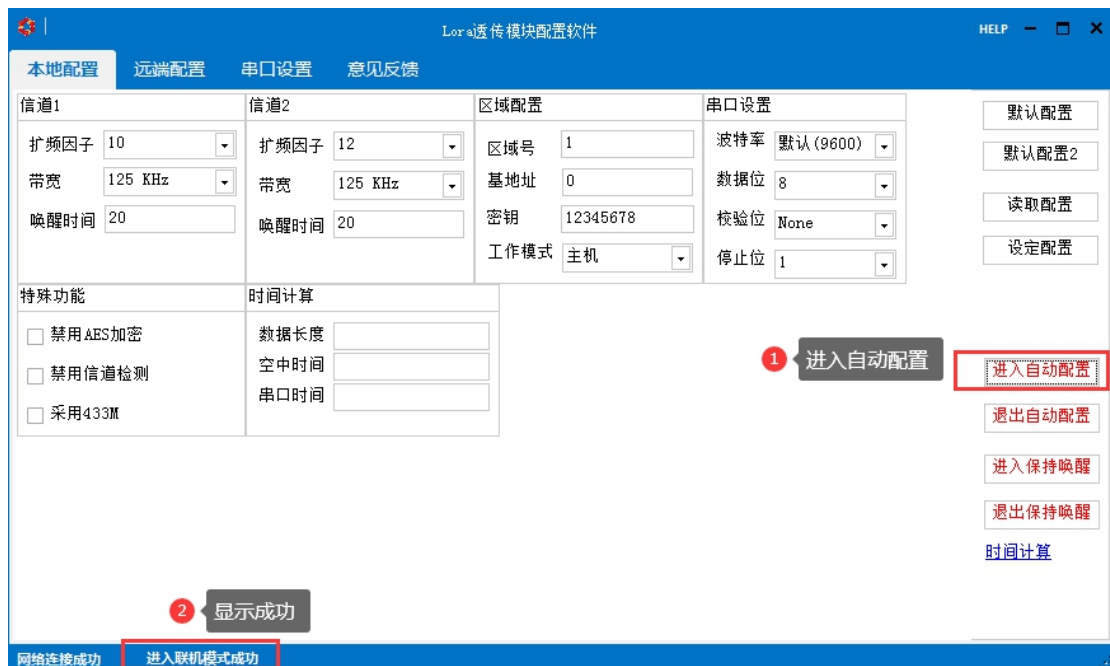 Lora透传模块配置软件
HELP
本地配置 远端配置 串口设置 意见反馈
信道1
扩频因子 10
带宽 125 KHz
唤醒时间 20
信道2
扩频因子 12
带宽 125 KHz
唤醒时间 20
区域配置
区域号 1
基地址 0
密钥 12345678
工作模式 主机
串口设置
波特率 默认(9600)
数据位 8
校验位 None
停止位 1
默认配置
默认配置2
读取配置
设定配置
特殊功能
禁用AES加密
禁用信道检测
采用433M
时间计算
数据长度
空中时间
串口时间
1 进入自动配置
进入自动配置
退出自动配置
进入保持唤醒
退出保持唤醒
时间计算
2 显示成功
网络连接成功 进入联机模式成功